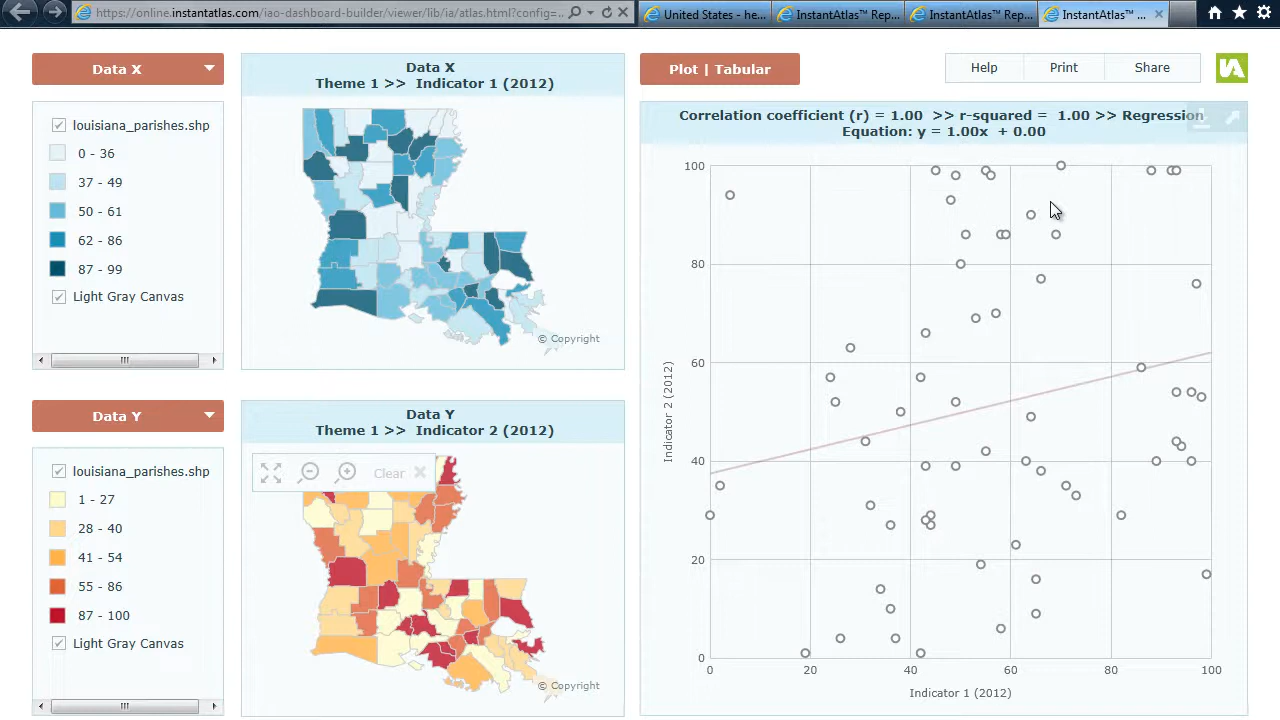 https://online.instantatlas.com/iao-dashboard-builder/viewer/lib/ia/atlas.html?config=...
United States - he...
InstantAtlas™ Rep...
InstantAtlas™ Rep...
InstantAtlas™ ...
Data X
Data X
Theme 1 >> Indicator 1 (2012)
louisiana_parishes.shp
0 - 36
37 - 49
50 - 61
62 - 86
87 - 99
Light Gray Canvas
© Copyright
Plot | Tabular
Help
Print
Share
Correlation coefficient (r) = 1.00 >> r-squared = 1.00 >> Regression
Equation: y = 1.00x + 0.00
100
80
60
40
20
0
Indicator 2 (2012)
0
20
40
60
80
100
Indicator 1 (2012)
Data Y
Data Y
Theme 1 >> Indicator 2 (2012)
Clear
louisiana_parishes.shp
1 - 27
28 - 40
41 - 54
55 - 86
87 - 100
Light Gray Canvas
© Copyright